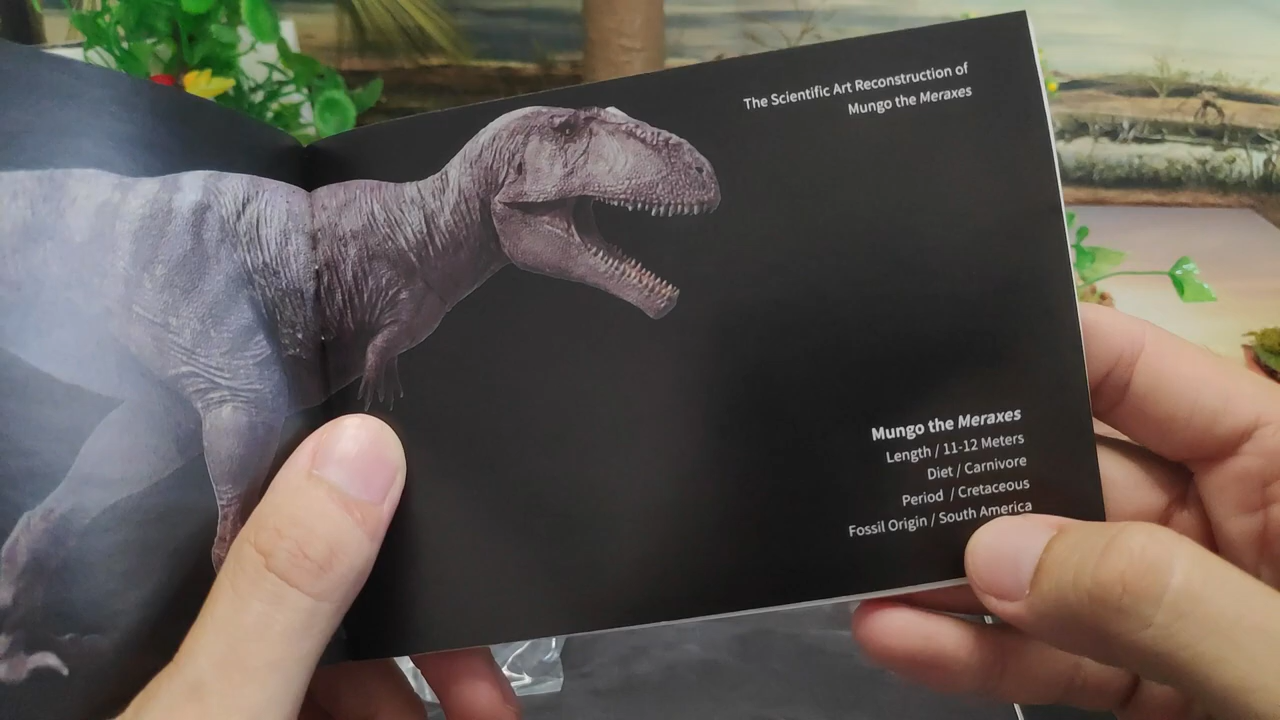 The Scientific Art Reconstruction of
Mungo the Meraxes
Mungo the Meraxes
Length / 11-12 Meters
Diet / Carnivore
Period / Cretaceous
Fossil Origin / South America